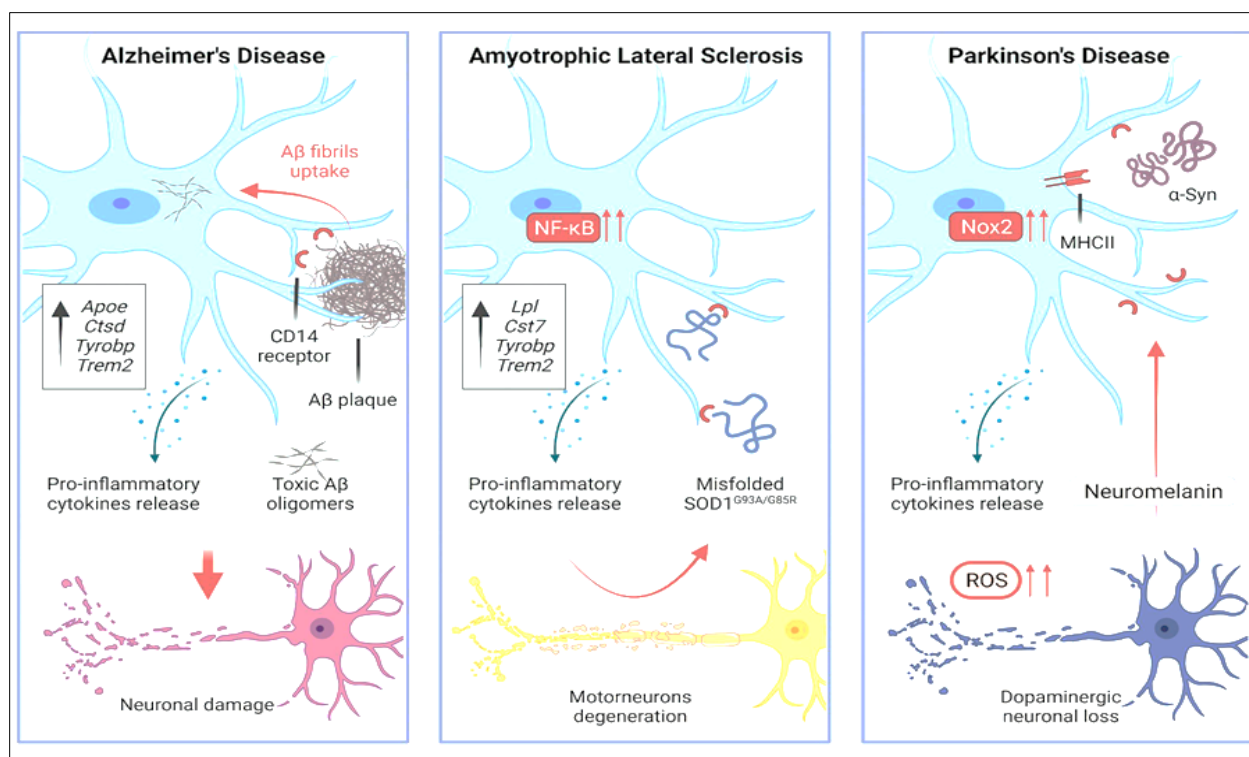 Alzheimer's Disease
Aβ fibrils
uptake
Apoe
Ctsd
Tyrobp
Trem2
CD14
receptor
Aβ plaque
Pro-inflammatory
cytokines release
Toxic Aβ
oligomers
Neuronal damage
Amyotrophic Lateral Sclerosis
NF-κB
Lpl
Cst7
Tyrobp
Trem2
Pro-inflammatory
cytokines release
Misfolded
SOD1G93A/G85R
Motorneurons
degeneration
Parkinson's Disease
α-Syn
Nox2
MHCII
Pro-inflammatory
cytokines release
Neuromelanin
ROS
Dopaminergic
neuronal loss